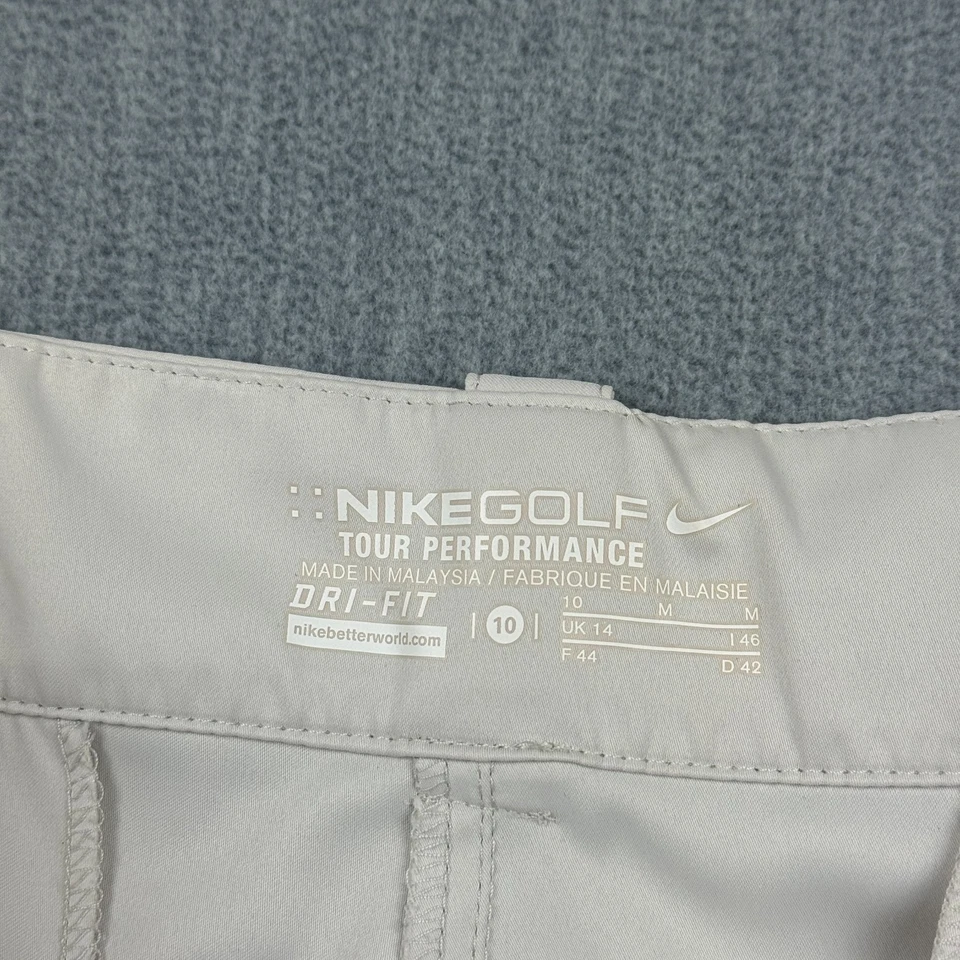 ::NIKEGOLF
TOUR PERFORMANCE
MADE IN MALAYSIA / FABRIQUE EN MALAISIE
DRI-FIT
nikebetterworld.com
| 10 |
10 M M
UK 14 I 46
F 44 D 42